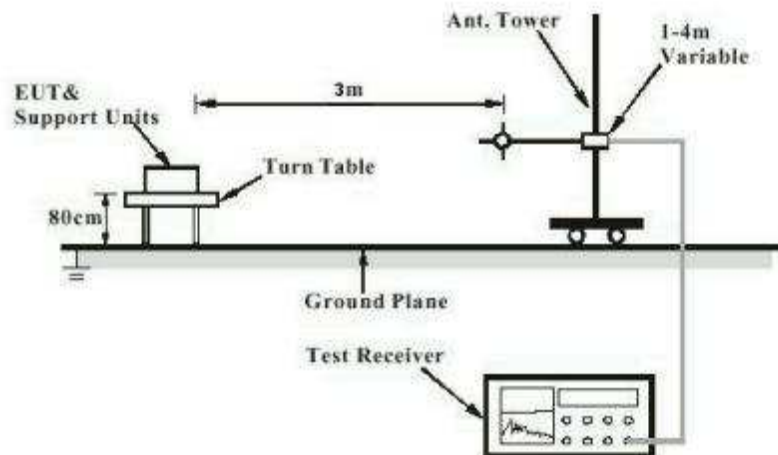 Ant. Tower
1-4m
Variable
EUT&
Support Units
3m
Turn Table
80cm
Ground Plane
Test Receiver